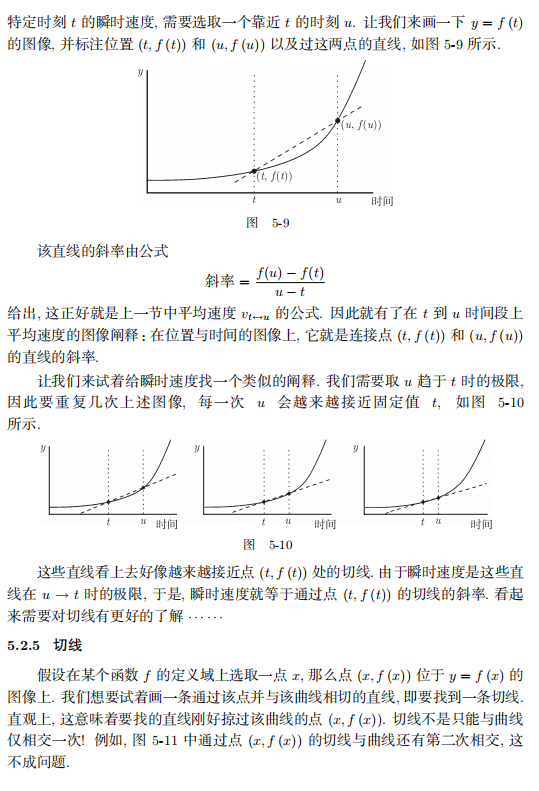 特定时刻 t 的瞬时速度, 需要选取一个靠近 t 的时刻 u. 让我们来画一下 y = f (t)
的图像, 并标注位置 (t, f (t)) 和 (u, f (u)) 以及过这两点的直线, 如图 5-9 所示.
y
(u, f(u))
(t, f(t))
t u 时间
图 5-9
该直线的斜率由公式
斜率 = f(u) − f(t) / u − t
给出, 这正好就是上一节中平均速度 v_{t↔u} 的公式. 因此就有了在 t 到 u 时间段上
平均速度的图像阐释 : 在位置与时间的图像上, 它就是连接点 (t, f (t)) 和 (u, f (u))
的直线的斜率.
让我们来试着给瞬时速度找一个类似的阐释. 我们需要取 u 趋于 t 时的极限,
因此要重复几次上述图像, 每一次 u 会越来越接近固定值 t, 如图 5-10
所示.
y y y
t u 时间 t u 时间 t u 时间
图 5-10
这些直线看上去好像越来越接近点 (t, f (t)) 处的切线. 由于瞬时速度是这些直
线在 u → t 时的极限, 于是, 瞬时速度就等于通过点 (t, f (t)) 的切线的斜率. 看起
来需要对切线有更好的了解 ······
5.2.5 切线
假设在某个函数 f 的定义域上选取一点 x, 那么点 (x, f (x)) 位于 y = f (x) 的
图像上. 我们想要试着画一条通过该点并与该曲线相切的直线, 即要找到一条切线.
直观上, 这意味着要找的直线刚好掠过该曲线的点 (x, f (x)). 切线不是只能与曲线
仅相交一次! 例如, 图 5-11 中通过点 (x, f (x)) 的切线与曲线还有第二次相交, 这
不成问题.